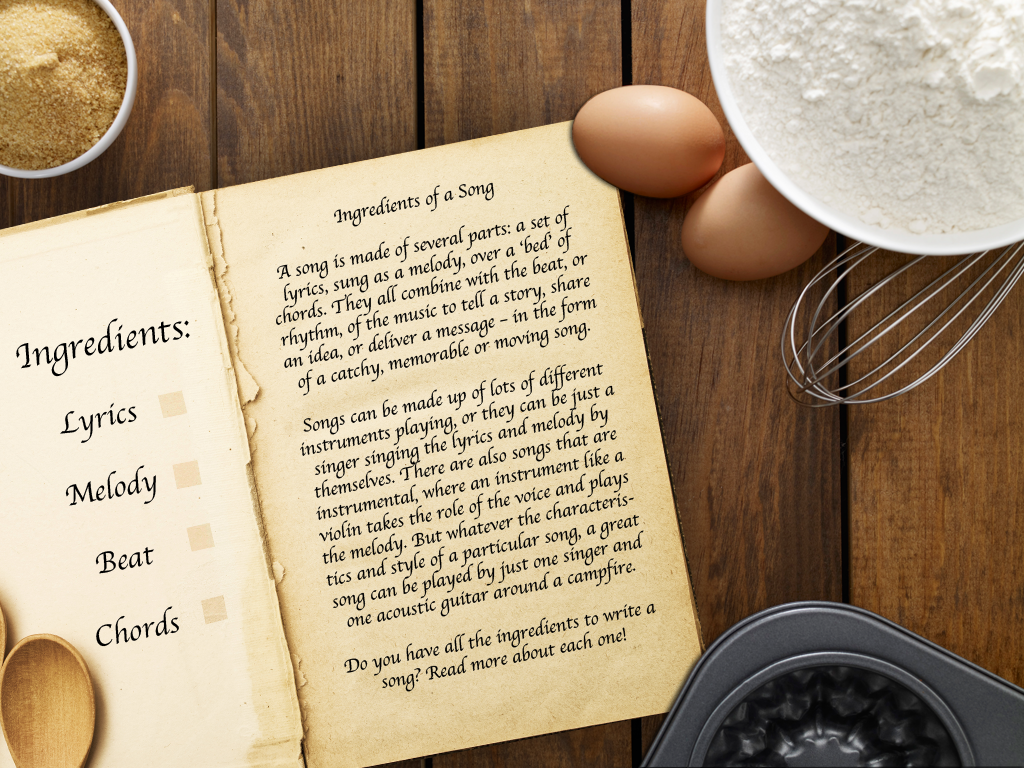 Ingredients:
Lyrics
Melody
Beat
Chords
Ingredients of a Song
A song is made of several parts: a set of
lyrics, sung as a melody, over a ‘bed’ of
chords. They all combine with the beat, or
rhythm, of the music to tell a story, share
an idea, or deliver a message – in the form
of a catchy, memorable or moving song.
Songs can be made up of lots of different
instruments playing, or they can be just a
singer singing the lyrics and melody by
themselves. There are also songs that are
instrumental, where an instrument like a
violin takes the role of the voice and plays
the melody. But whatever the characteris-
tics and style of a particular song, a great
song can be played by just one singer and
one acoustic guitar around a campfire.
Do you have all the ingredients to write a
song? Read more about each one!